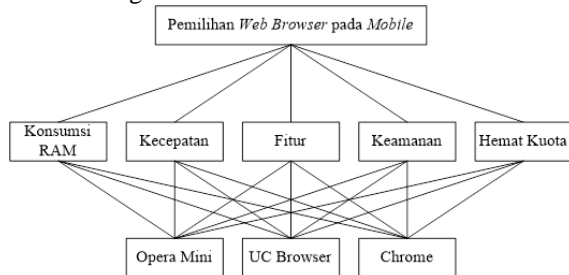 Pemilihan Web Browser pada Mobile
Konsumsi
RAM
Kecepatan
Fitur
Keamanan
Hemat Kuota
Opera Mini
UC Browser
Chrome